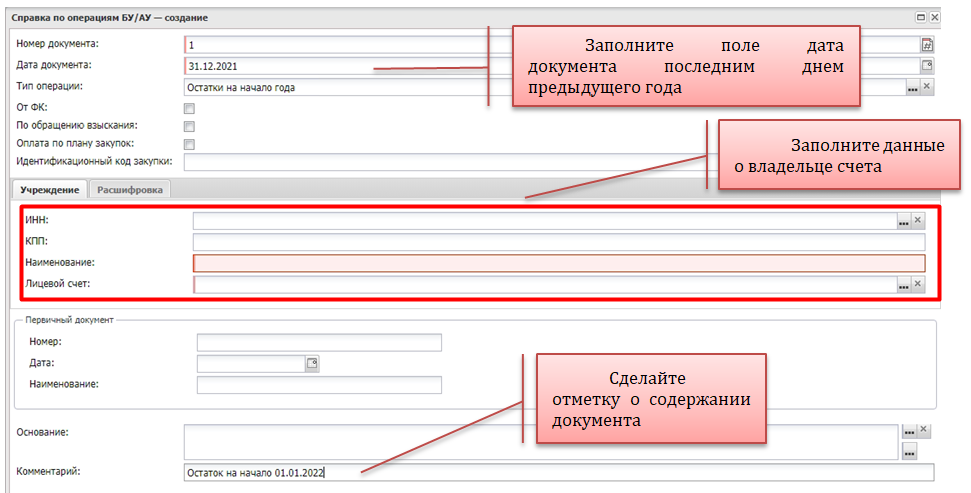 Справка по операциям БУ/АУ — создание
Номер документа: 1
Дата документа: 31.12.2021
Тип операции: Остатки на начало года
От ФК:
По обращению взыскания:
Оплата по плану закупок:
Идентификационный код закупки:
Заполните поле дата
документа последним днем
предыдущего года
Заполните данные
о владельце счета
Учреждение Расшифровка
ИНН:
КПП:
Наименование:
Лицевой счет:
Первичный документ
Номер:
Дата:
Наименование:
Сделайте
отметку о содержании
документа
Основание:
Комментарий: Остаток на начало 01.01.2022